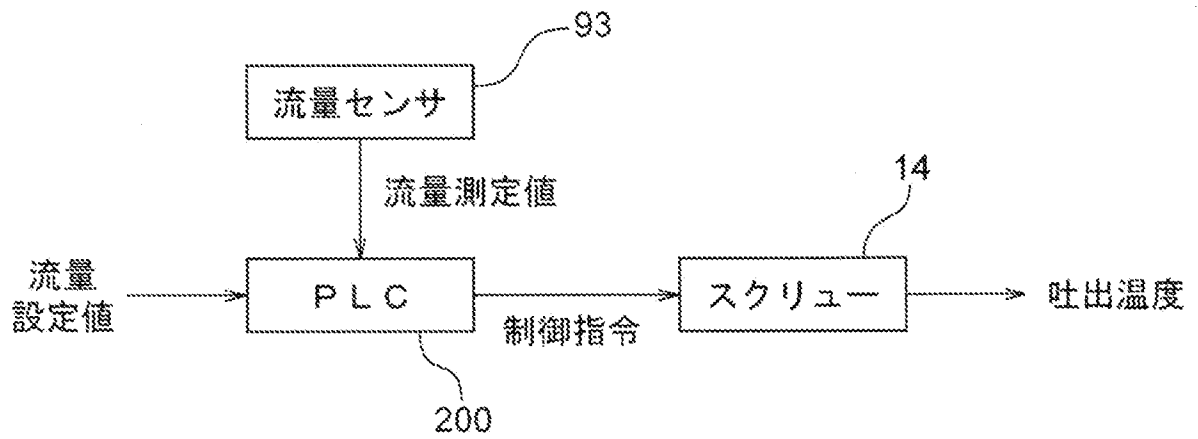 93
流量センサ
流量測定値
14
流量
設定値
ＰＬＣ
制御指令
スクリュー
吐出温度
200